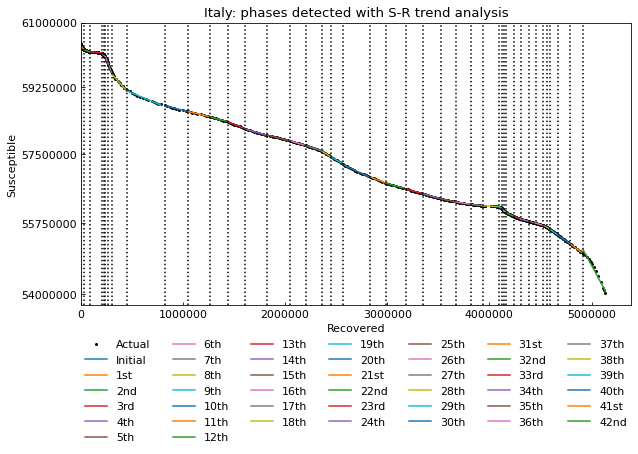 Italy: phases detected with S-R trend analysis
61000000
59250000
57500000
55750000
54000000
Susceptible
0 1000000 2000000 3000000 4000000 5000000
Recovered
Actual 6th 13th 19th 25th 31st 37th
Initial 7th 14th 20th 26th 32nd 38th
1st 8th 15th 21st 27th 33rd 39th
2nd 9th 16th 22nd 28th 34th 40th
3rd 10th 17th 23rd 29th 35th 41st
4th 11th 18th 24th 30th 36th 42nd
5th 12th